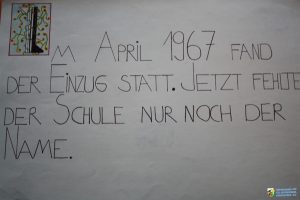 IM APRIL 1967 FAND
DER EINZUG STATT. JETZT FEHLTE
DER SCHULE NUR NOCH DER
NAME.